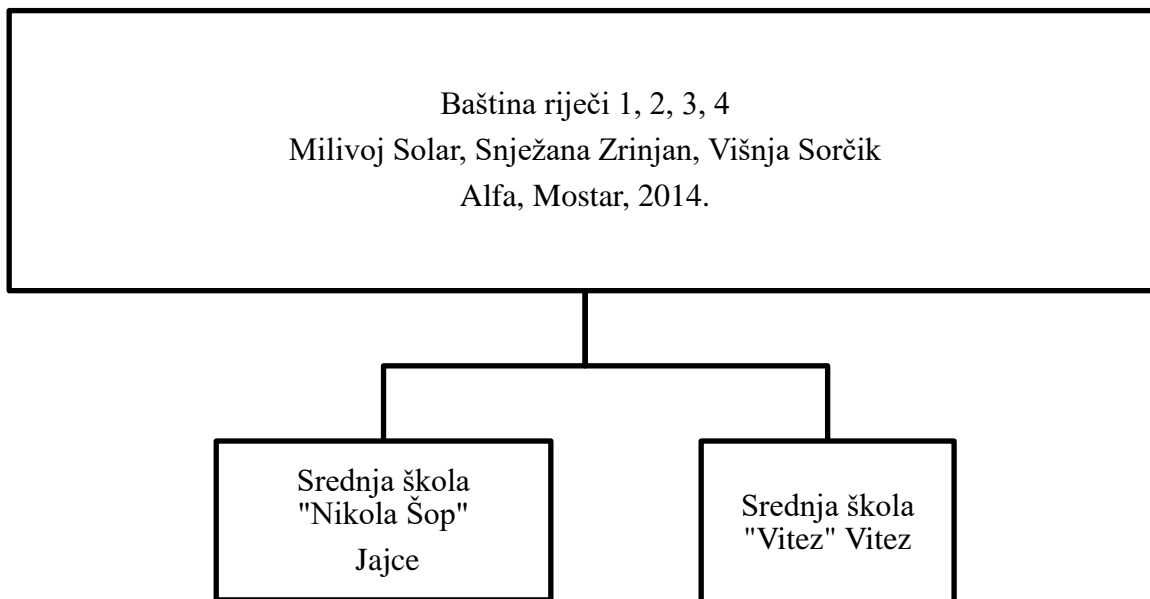 Baština riječi 1, 2, 3, 4
Milivoj Solar, Snježana Zrinjan, Višnja Sorčik
Alfa, Mostar, 2014.
Srednja škola
"Nikola Šop"
Jajce
Srednja škola
"Vitez" Vitez